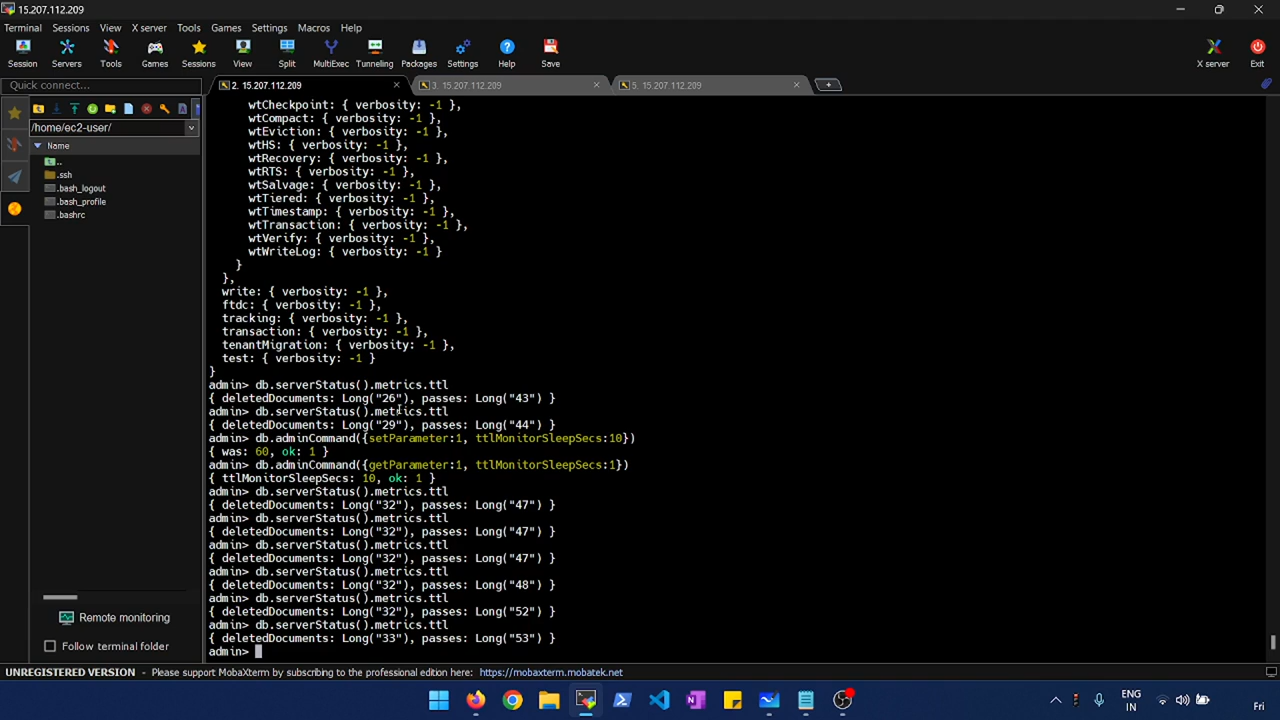 15.207.112.209
Terminal Sessions View X server Tools Games Settings Macros Help
Session Servers Tools Games Sessions View Split MultiExec Tunneling Packages Settings Help Save X server Exit
Quick connect...
2. 15.207.112.209
3. 15.207.112.209
5. 15.207.112.209
/home/ec2-user/
Name
..
.ssh
.bash_logout
.bash_profile
.bashrc
Remote monitoring
Follow terminal folder
wtCheckpoint: { verbosity: -1 },
wtCompact: { verbosity: -1 },
wtEviction: { verbosity: -1 },
wtHS: { verbosity: -1 },
wtRecovery: { verbosity: -1 },
wtRTS: { verbosity: -1 },
wtSalvage: { verbosity: -1 },
wtTiered: { verbosity: -1 },
wtTimestamp: { verbosity: -1 },
wtTransaction: { verbosity: -1 },
wtVerify: { verbosity: -1 },
wtWriteLog: { verbosity: -1 }
}
},
write: { verbosity: -1 },
ftdc: { verbosity: -1 },
tracking: { verbosity: -1 },
transaction: { verbosity: -1 },
tenantMigration: { verbosity: -1 },
test: { verbosity: -1 }
}
admin> db.serverStatus().metrics.ttl
{ deletedDocuments: Long("26"), passes: Long("43") }
admin> db.serverStatus().metrics.ttl
{ deletedDocuments: Long("29"), passes: Long("44") }
admin> db.adminCommand({setParameter:1, ttlMonitorSleepSecs:10})
{ was: 60, ok: 1 }
admin> db.adminCommand({getParameter:1, ttlMonitorSleepSecs:1})
{ ttlMonitorSleepSecs: 10, ok: 1 }
admin> db.serverStatus().metrics.ttl
{ deletedDocuments: Long("32"), passes: Long("47") }
admin> db.serverStatus().metrics.ttl
{ deletedDocuments: Long("32"), passes: Long("47") }
admin> db.serverStatus().metrics.ttl
{ deletedDocuments: Long("32"), passes: Long("47") }
admin> db.serverStatus().metrics.ttl
{ deletedDocuments: Long("32"), passes: Long("48") }
admin> db.serverStatus().metrics.ttl
{ deletedDocuments: Long("32"), passes: Long("52") }
admin> db.serverStatus().metrics.ttl
{ deletedDocuments: Long("33"), passes: Long("53") }
admin>
UNREGISTERED VERSION - Please support MobaXterm by subscribing to the professional edition here: https://mobaxterm.mobatek.net
ENG
IN
Fri